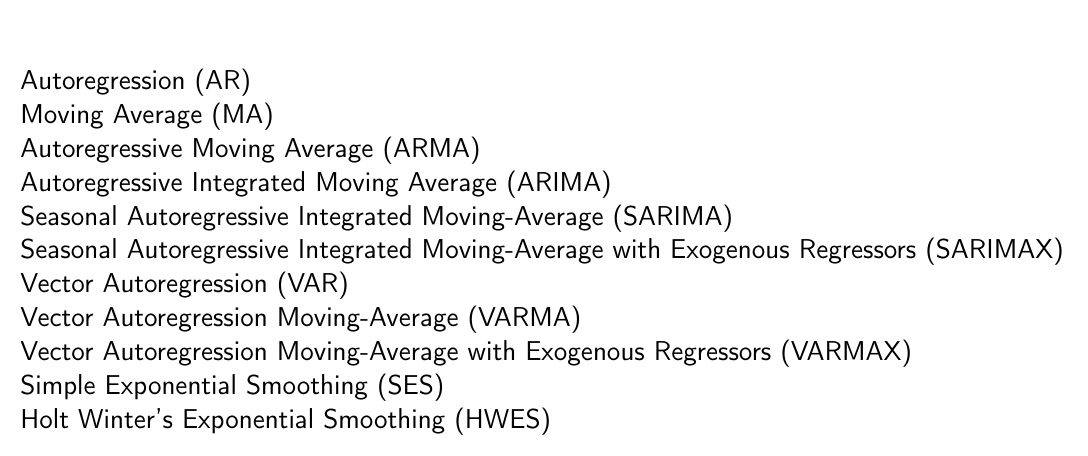 Autoregression (AR)
Moving Average (MA)
Autoregressive Moving Average (ARMA)
Autoregressive Integrated Moving Average (ARIMA)
Seasonal Autoregressive Integrated Moving-Average (SARIMA)
Seasonal Autoregressive Integrated Moving-Average with Exogenous Regressors (SARIMAX)
Vector Autoregression (VAR)
Vector Autoregression Moving-Average (VARMA)
Vector Autoregression Moving-Average with Exogenous Regressors (VARMAX)
Simple Exponential Smoothing (SES)
Holt Winter’s Exponential Smoothing (HWES)